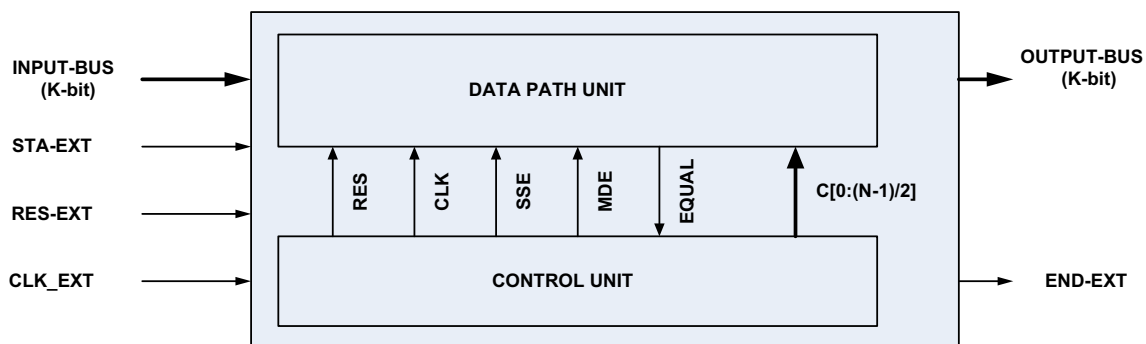 INPUT-BUS
(K-bit)
STA-EXT
RES-EXT
CLK_EXT
DATA PATH UNIT
RES
CLK
SSE
MDE
EQUAL
C[0:(N-1)/2]
CONTROL UNIT
OUTPUT-BUS
(K-bit)
END-EXT